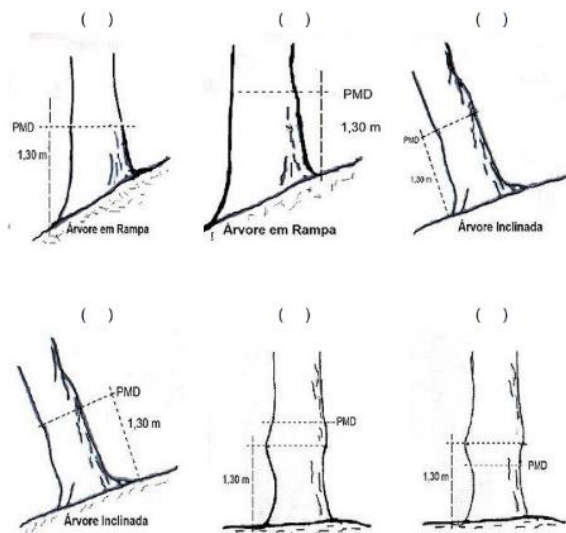 ( ) ( ) ( )
PMD
1,30 m
Árvore em Rampa
PMD
1,30 m
Árvore em Rampa
PMD
1,30 m
Árvore Inclinada
( ) ( ) ( )
PMD
1,30 m
Árvore Inclinada
PMD
1,30 m
PMD
1,30 m